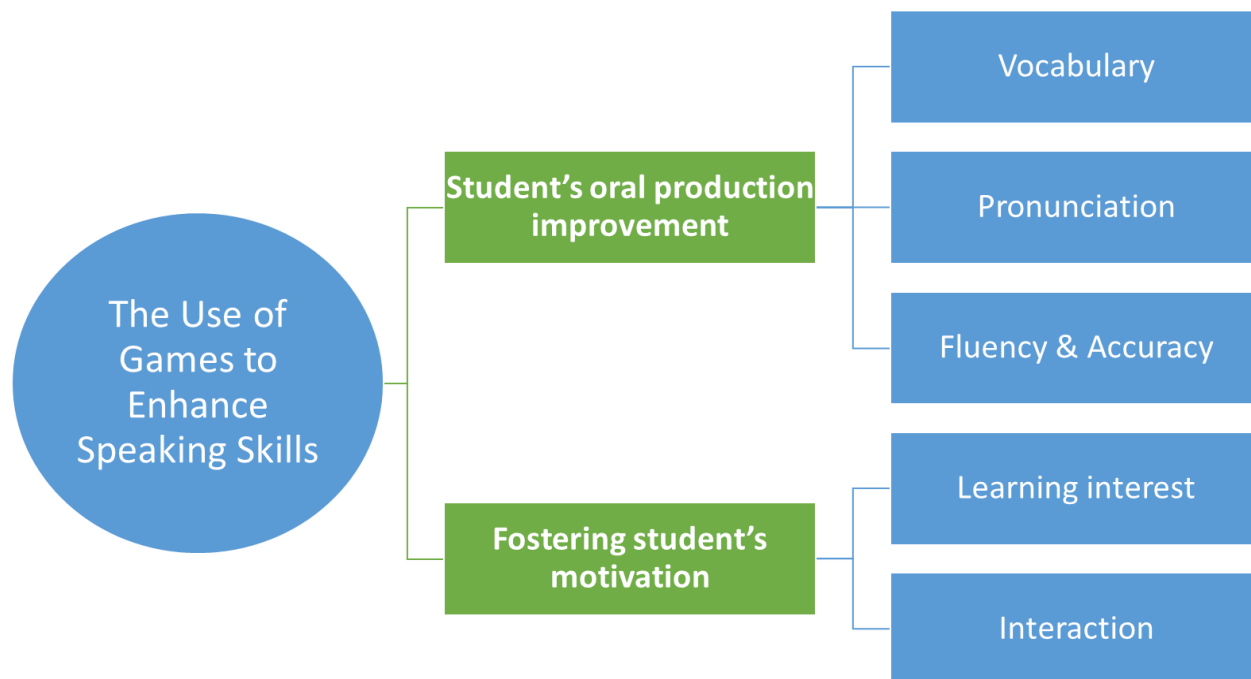 The Use of
Games to
Enhance
Speaking Skills
Student’s oral production
improvement
Vocabulary
Pronunciation
Fluency & Accuracy
Fostering student’s
motivation
Learning interest
Interaction